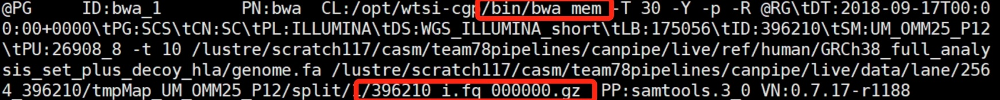 @PG     ID:bwa_1        PN:bwa  CL:/opt/wtsi-cgp/bin/bwa mem -T 30 -Y -p -R @RG\tDT:2018-09-17T00:0
0:00+0000\tPG:SCS\tCN:SC\tPL:ILLUMINA\tDS:WGS_ILLUMINA_short\tLB:175056\tID:396210\tSM:UM_OMM25_P12
\tPU:26908_8 -t 10 /lustre/scratch117/casm/team78pipelines/canpipe/live/ref/human/GRCh38_full_analy
sis_set_plus_decoy_hla/genome.fa /lustre/scratch117/casm/team78pipelines/canpipe/live/data/lane/256
4_396210/tmpMap_UM_OMM25_P12/split/1/396210_i.fq_000000.gz  PP:samtools.3_0 VN:0.7.17-r1188